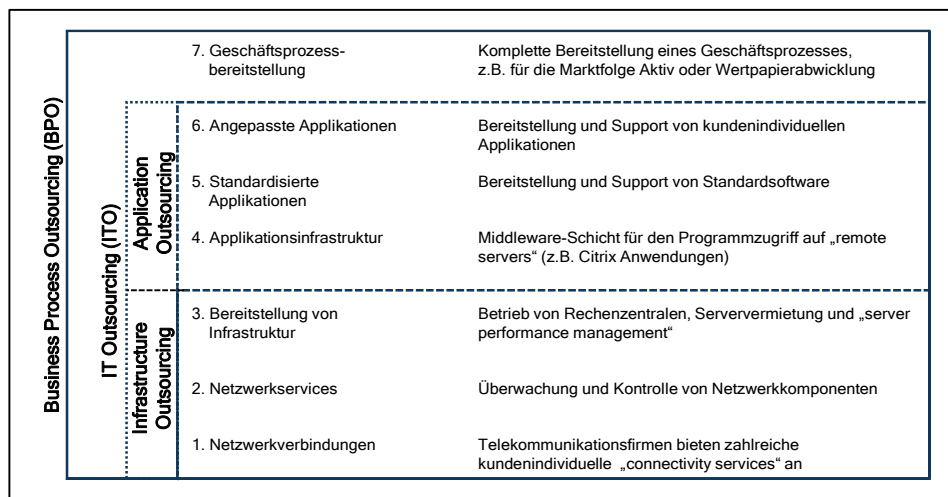 Business Process Outsourcing (BPO)
IT Outsourcing (ITO)
Application
Outsourcing
Infrastructure
Outsourcing
7. Geschäftsprozess-
bereitstellung
Komplette Bereitstellung eines Geschäftsprozesses,
z.B. für die Marktfolge Aktiv oder Wertpapierabwicklung
6. Angepasste Applikationen
Bereitstellung und Support von kundenindividuellen
Applikationen
5. Standardisierte
Applikationen
Bereitstellung und Support von Standardsoftware
4. Applikationsinfrastruktur
Middleware-Schicht für den Programmzugriff auf „remote
servers“ (z.B. Citrix Anwendungen)
3. Bereitstellung von
Infrastruktur
Betrieb von Rechenzentralen, Serververmietung und „server
performance management“
2. Netzwerkservices
Überwachung und Kontrolle von Netzwerkkomponenten
1. Netzwerkverbindungen
Telekommunikationsfirmen bieten zahlreiche
kundenindividuelle „connectivity services“ an